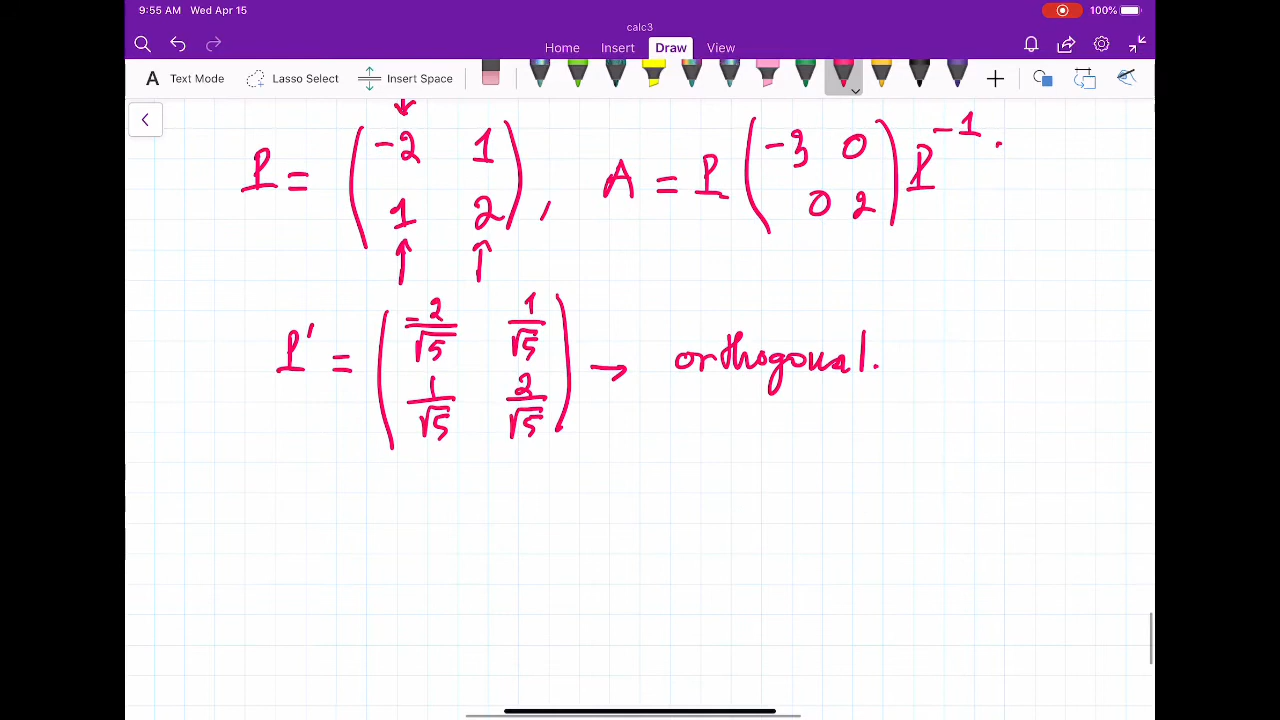 9:55 AM Wed Apr 15
100%
calc3
Home Insert Draw View
A Text Mode Lasso Select Insert Space
P = ( -2 1 ; 1 2 ) , A = P ( -3 0 ; 0 2 ) P⁻¹.
P' = ( -2/√5 1/√5 ; 1/√5 2/√5 ) → orthogonal.